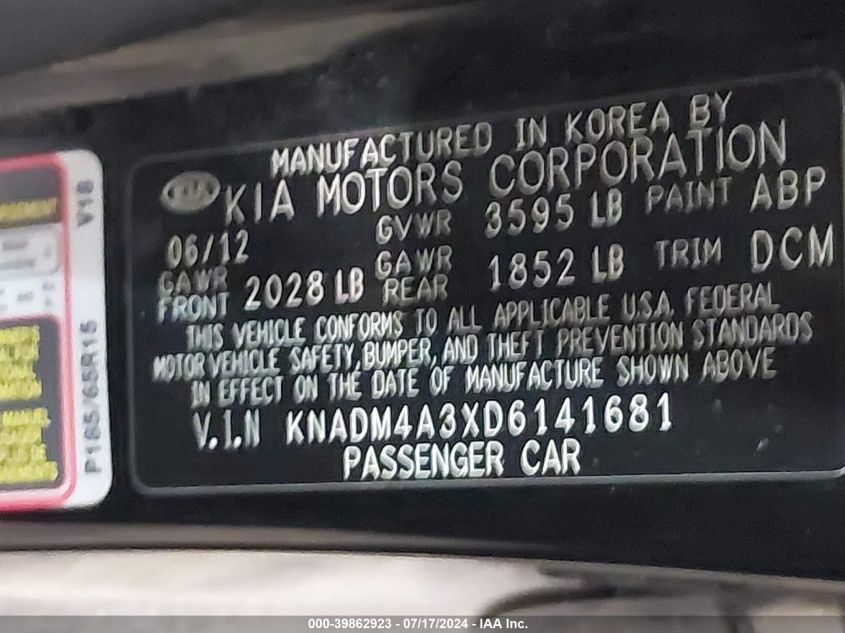 MANUFACTURED IN KOREA BY
KIA KIA MOTORS CORPORATION
06/12 GVWR 3595 LB PAINT ABP
GAWR FRONT 2028 LB GAWR REAR 1852 LB TRIM DCM
THIS VEHICLE CONFORMS TO ALL APPLICABLE U.S.A. FEDERAL
MOTOR VEHICLE SAFETY, BUMPER, AND THEFT PREVENTION STANDARDS
IN EFFECT ON THE DATE OF MANUFACTURE SHOWN ABOVE
V.I.N KNADM4A3XD6141681
PASSENGER CAR
P185/65R15
V18
000-39862923 - 07/17/2024 - IAA Inc.